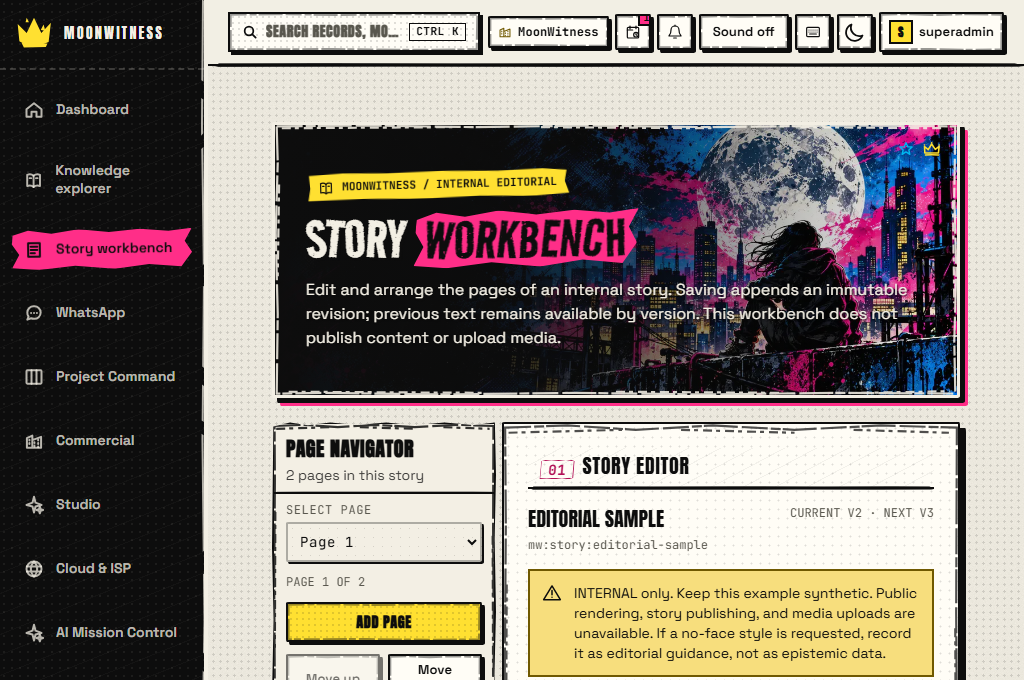 MOONWITNESS
SEARCH RECORDS, MO... CTRL K
MoonWitness
Sound off
S superadmin
Dashboard
Knowledge
explorer
Story workbench
WhatsApp
Project Command
Commercial
Studio
Cloud & ISP
AI Mission Control
MOONWITNESS / INTERNAL EDITORIAL
STORY WORKBENCH
Edit and arrange the pages of an internal story. Saving appends an immutable
revision; previous text remains available by version. This workbench does not
publish content or upload media.
PAGE NAVIGATOR
2 pages in this story
SELECT PAGE
Page 1
PAGE 1 OF 2
ADD PAGE
Move up
Move
01 STORY EDITOR
EDITORIAL SAMPLE
CURRENT V2 · NEXT V3
mw:story:editorial-sample
INTERNAL only. Keep this example synthetic. Public
rendering, story publishing, and media uploads are
unavailable. If a no-face style is requested, record
it as editorial guidance, not as epistemic data.